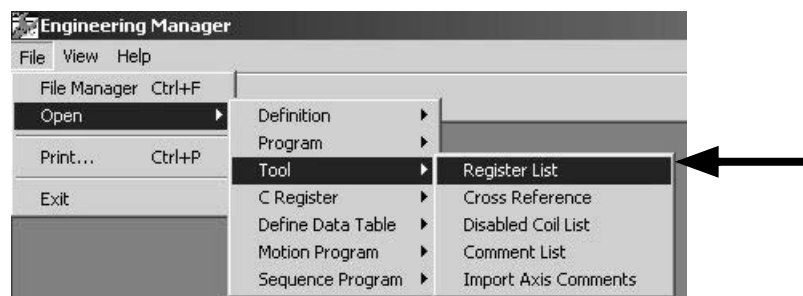 Engineering Manager
File View Help
File Manager Ctrl+F
Open
Print... Ctrl+P
Exit
Definition
Program
Tool
C Register
Define Data Table
Motion Program
Sequence Program
Register List
Cross Reference
Disabled Coil List
Comment List
Import Axis Comments